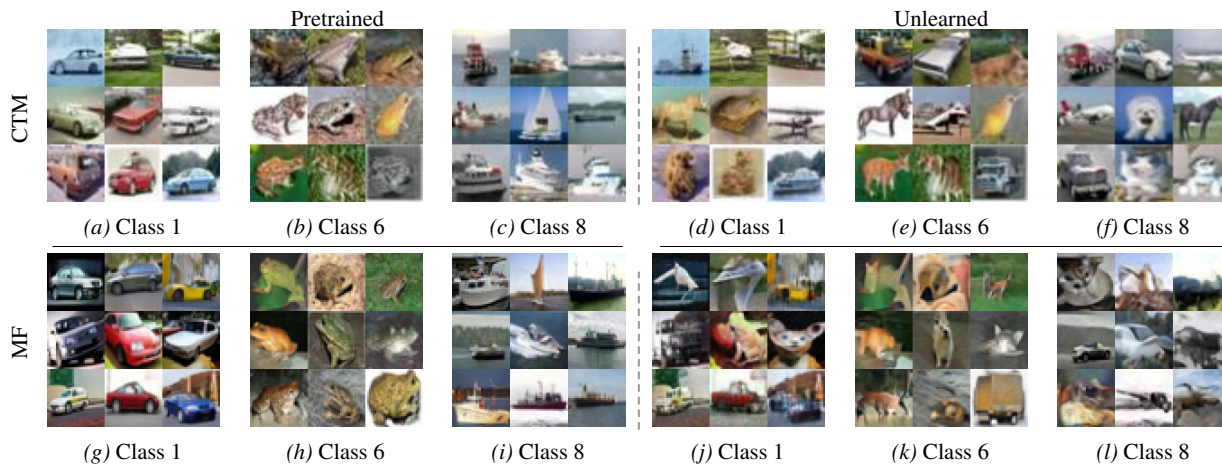 Pretrained Unlearned
CTM
(a) Class 1 (b) Class 6 (c) Class 8 (d) Class 1 (e) Class 6 (f) Class 8
MF
(g) Class 1 (h) Class 6 (i) Class 8 (j) Class 1 (k) Class 6 (l) Class 8